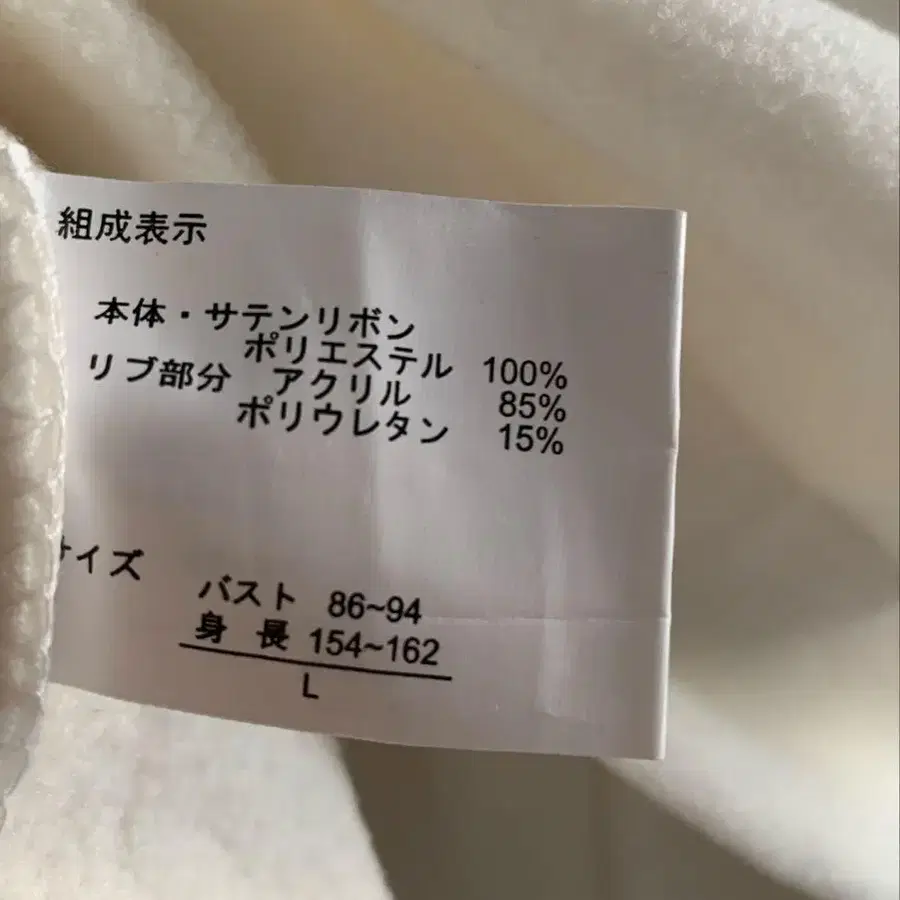 組成表示
本体・サテンリボン
ポリエステル 100%
リブ部分 アクリル 85%
ポリウレタン 15%
サイズ
バスト 86~94
身長 154~162
L